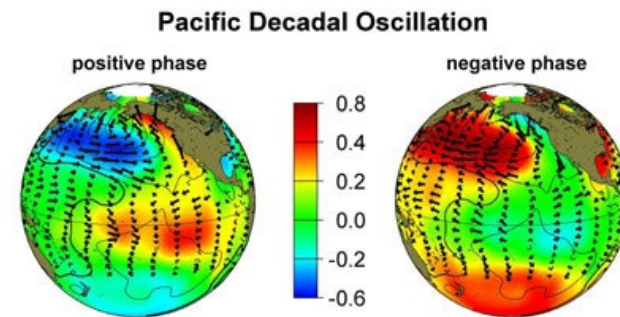 Pacific Decadal Oscillation
positive phase
negative phase
0.8
0.4
0.2
0.0
-0.2
-0.6